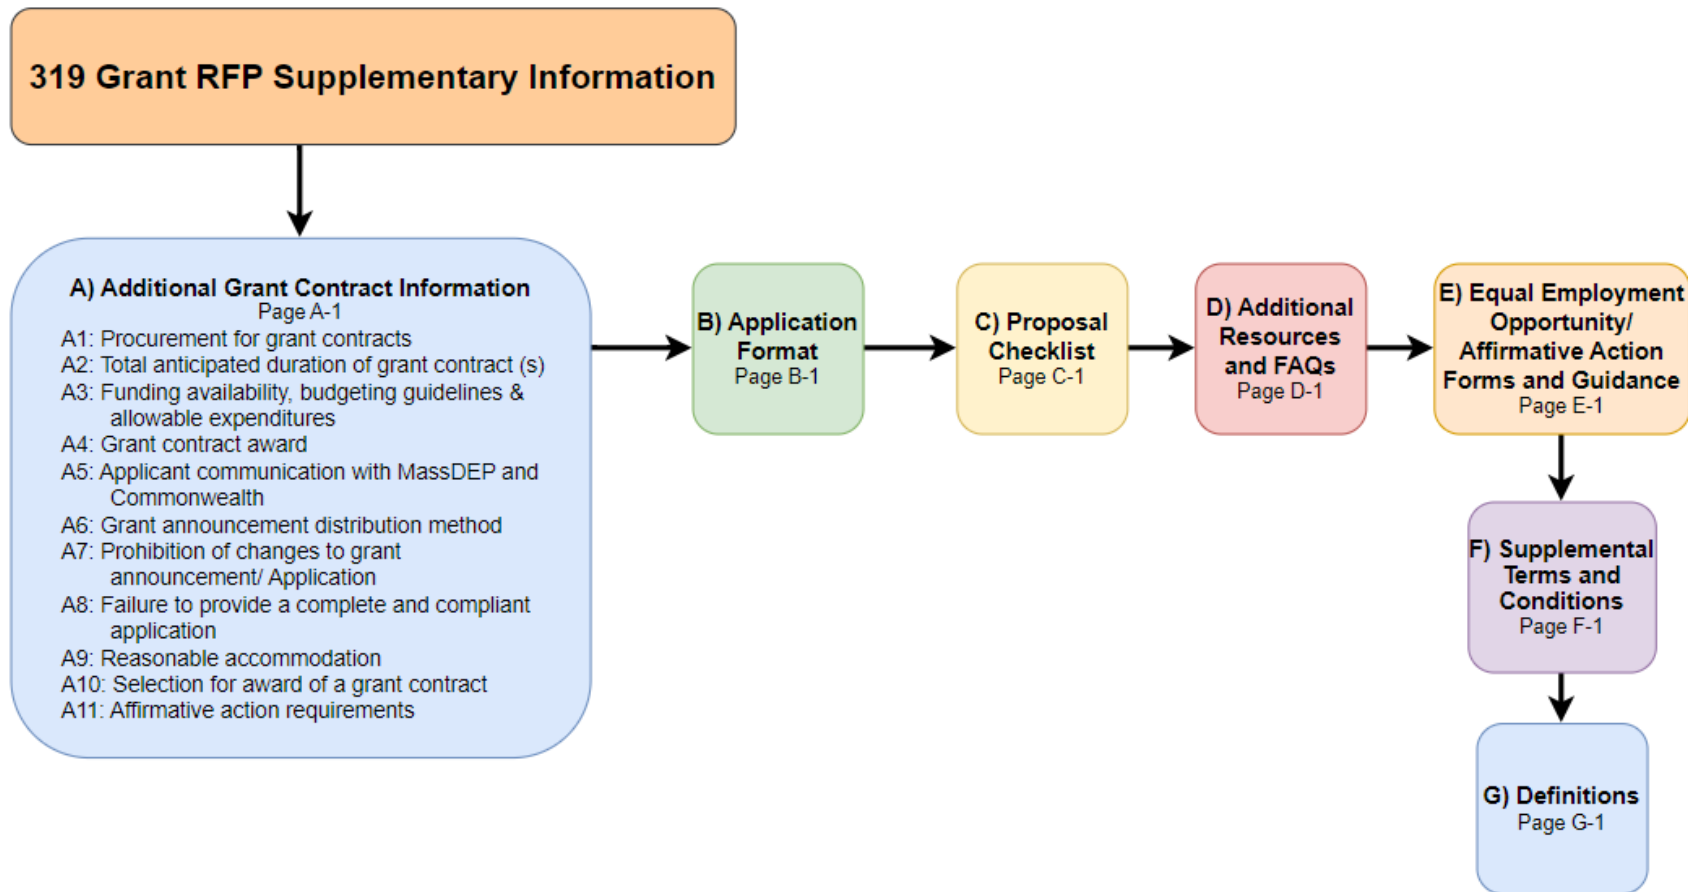 319 Grant RFP Supplementary Information
A) Additional Grant Contract Information
Page A-1
A1: Procurement for grant contracts
A2: Total anticipated duration of grant contract (s)
A3: Funding availability, budgeting guidelines &
allowable expenditures
A4: Grant contract award
A5: Applicant communication with MassDEP and
Commonwealth
A6: Grant announcement distribution method
A7: Prohibition of changes to grant
announcement/ Application
A8: Failure to provide a complete and compliant
application
A9: Reasonable accommodation
A10: Selection for award of a grant contract
A11: Affirmative action requirements
B) Application
Format
Page B-1
C) Proposal
Checklist
Page C-1
D) Additional
Resources
and FAQs
Page D-1
E) Equal Employment
Opportunity/
Affirmative Action
Forms and Guidance
Page E-1
F) Supplemental
Terms and
Conditions
Page F-1
G) Definitions
Page G-1